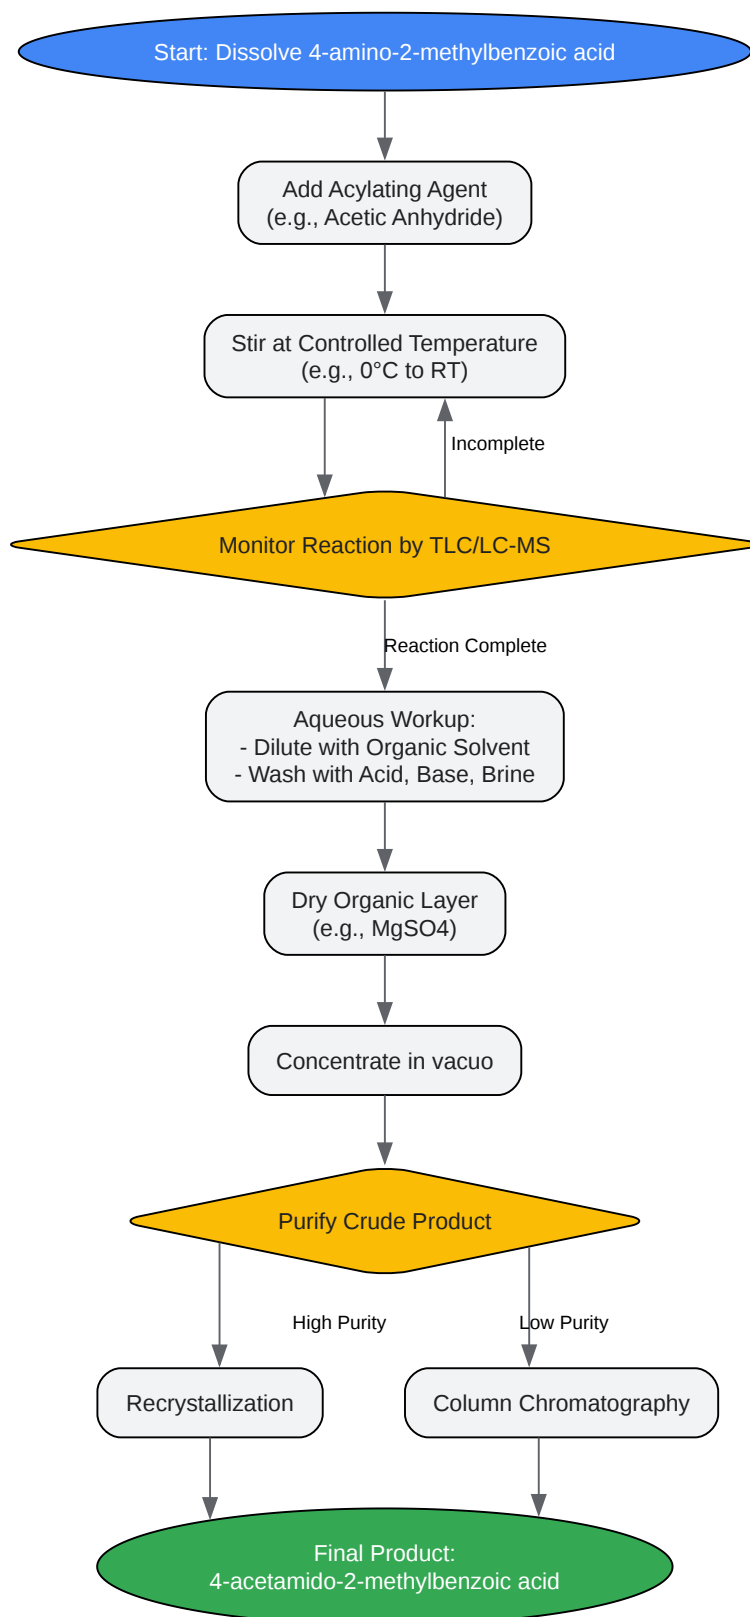 Start: Dissolve 4-amino-2-methylbenzoic acid
Add Acylating Agent
(e.g., Acetic Anhydride)
Stir at Controlled Temperature
(e.g., 0°C to RT)
Incomplete
Monitor Reaction by TLC/LC-MS
Reaction Complete
Aqueous Workup:
- Dilute with Organic Solvent
- Wash with Acid, Base, Brine
Dry Organic Layer
(e.g., MgSO4)
Concentrate in vacuo
Purify Crude Product
High Purity
Low Purity
Recrystallization
Column Chromatography
Final Product:
4-acetamido-2-methylbenzoic acid